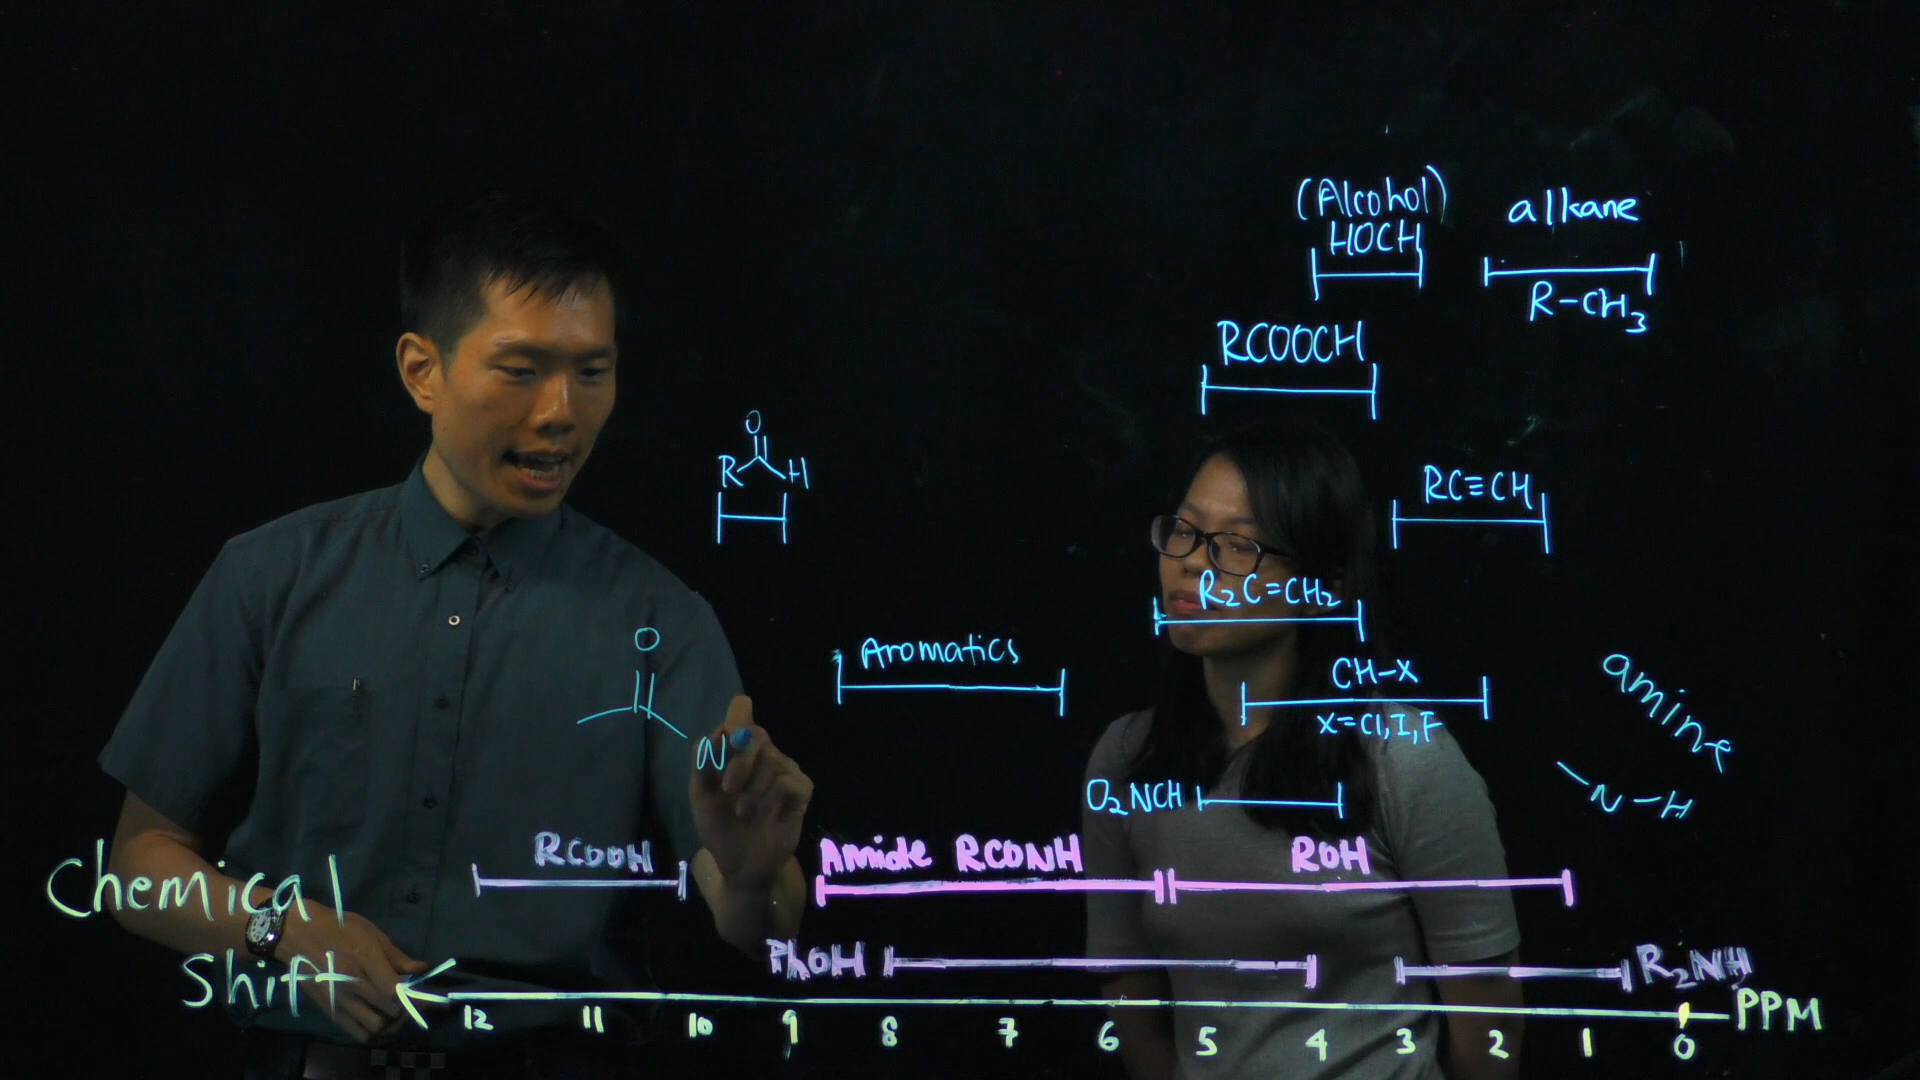 (Alcohol)
HOCH
alkane
R-CH3
RCOOCH
O
R H
RC≡CH
R2C=CH2
O
N
Aromatics
CH-X
X=Cl,I,F
amine
N-H
O2NCH
RCOOH
Amide RCONH
ROH
Chemical
Shift
PhOH
R2NH
PPM
12 11 10 9 8 7 6 5 4 3 2 1 0